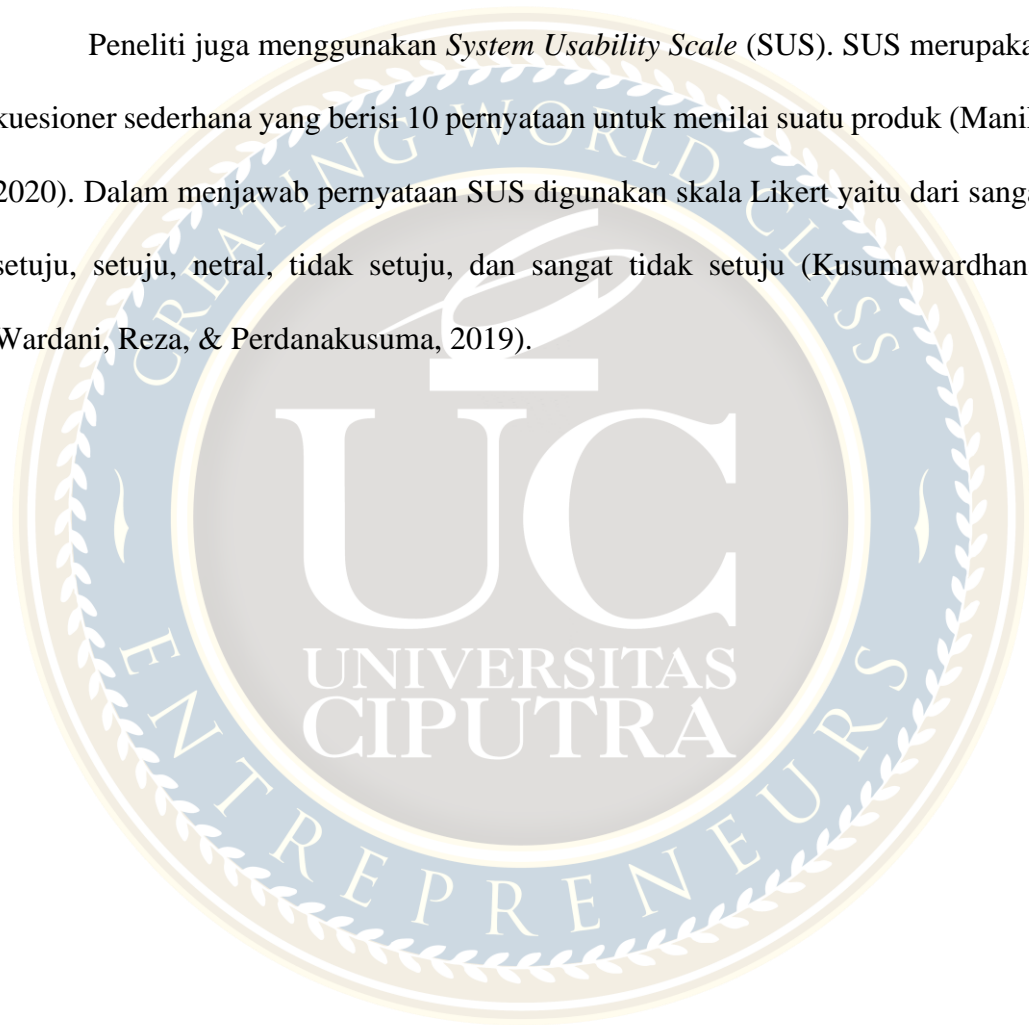 Peneliti juga menggunakan System Usability Scale (SUS). SUS merupaka
kuesioner sederhana yang berisi 10 pernyataan untuk menilai suatu produk (Manil
2020). Dalam menjawab pernyataan SUS digunakan skala Likert yaitu dari sanga
setuju, setuju, netral, tidak setuju, dan sangat tidak setuju (Kusumawardhan
Wardani, Reza, & Perdanakusuma, 2019).
CREATING WORLD CLASS
UC
UNIVERSITAS
CIPUTRA
ENTREPRENEURS